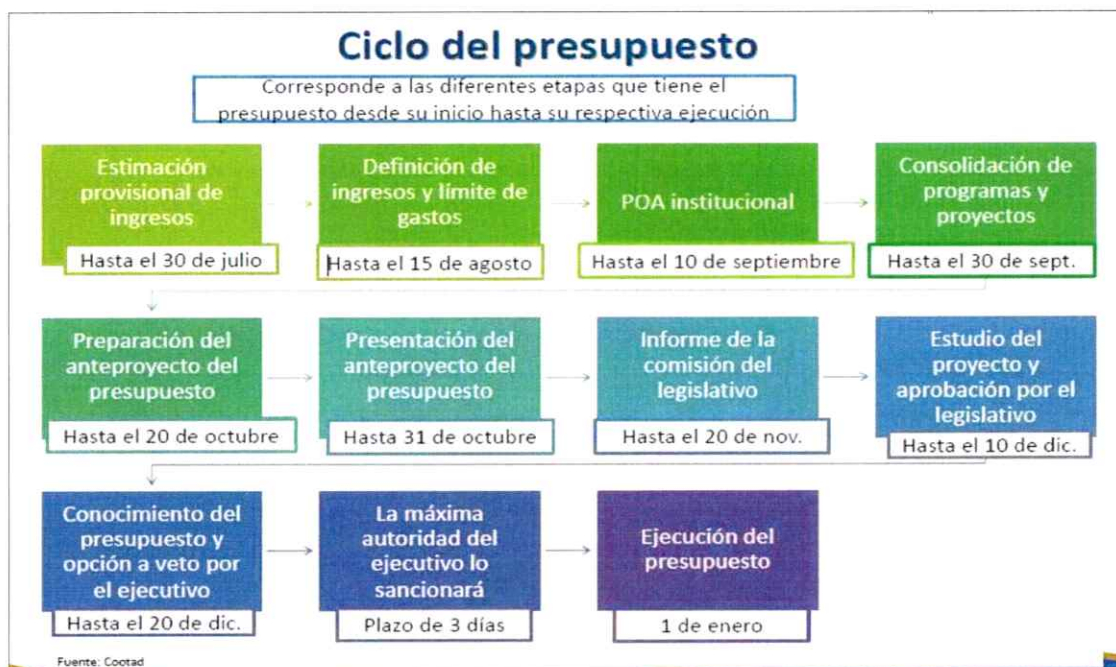 Ciclo del presupuesto
Corresponde a las diferentes etapas que tiene el
presupuesto desde su inicio hasta su respectiva ejecución
Estimación
provisional de
ingresos
Hasta el 30 de julio
Definición de
ingresos y límite de
gastos
Hasta el 15 de agosto
POA institucional
Hasta el 10 de septiembre
Consolidación de
programas y
proyectos
Hasta el 30 de sept.
Preparación del
anteproyecto del
presupuesto
Hasta el 20 de octubre
Presentación del
anteproyecto del
presupuesto
Hasta 31 de octubre
Informe de la
comisión del
legislativo
Hasta el 20 de nov.
Estudio del
proyecto y
aprobación por el
legislativo
Hasta el 10 de dic.
Conocimiento del
presupuesto y
opción a veto por
el ejecutivo
Hasta el 20 de dic.
La máxima
autoridad del
ejecutivo lo
sancionará
Plazo de 3 días
Ejecución del
presupuesto
1 de enero
Fuente: Cootad